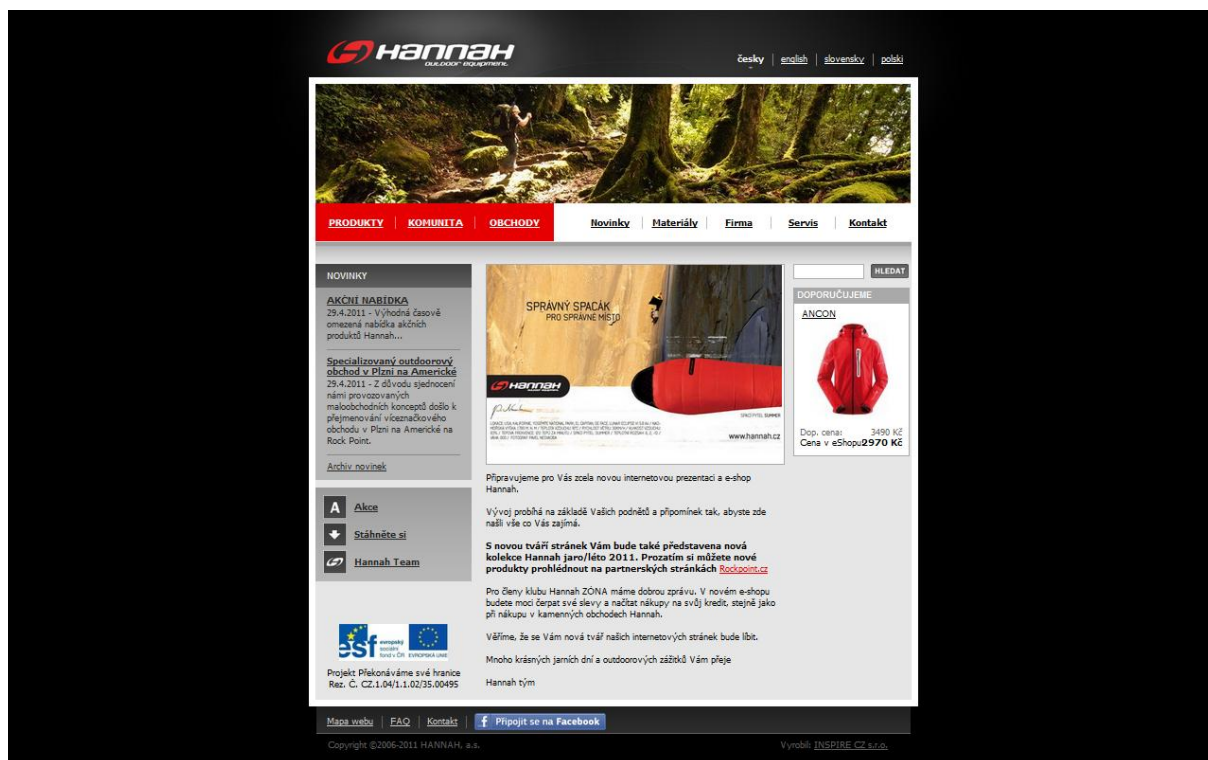 HANNAH
outdoor equipment.
česky | english | slovensky | polski
PRODUKTY | KOMUNITA | OBCHODY
Novinky | Materiály | Firma | Servis | Kontakt
NOVINKY
AKČNÍ NABÍDKA
29.4.2011 - Výhodná časově
omezená nabídka akčních
produktů Hannah...
Specializovaný outdoorový
obchod v Plzni na Americké
29.4.2011 - Z důvodu sjednocení
námi provozovaných
maloobchodních konceptů došlo k
přejmenování víceznačkového
obchodu v Plzni na Americké na
Rock Point.
Archiv novinek
A Akce
Stáhněte si
Hannah Team
esf evropský
sociální
fond v ČR EVROPSKÁ UNIE
Projekt Překonáváme své hranice
Rez. Č. CZ.1.04/1.1.02/35.00495
SPRÁVNÝ SPACÁK
PRO SPRÁVNÉ MÍSTO
HANNAH
SPACÍ PYTEL SUMMER
www.hannah.cz
Připravujeme pro Vás zcela novou internetovou prezentaci a e-shop
Hannah.
Vývoj probíhá na základě Vašich podnětů a připomínek tak, abyste zde
našli vše co Vás zajímá.
S novou tváří stránek Vám bude také představena nová
kolekce Hannah jaro/léto 2011. Prozatím si můžete nové
produkty prohlédnout na partnerských stránkách Rockpoint.cz
Pro členy klubu Hannah ZÓNA máme dobrou zprávu. V novém e-shopu
budete moci čerpat své slevy a načítat nákupy na svůj kredit, stejně jako
při nákupu v kamenných obchodech Hannah.
Věříme, že se Vám nová tvář našich internetových stránek bude líbit.
Mnoho krásných jarních dní a outdoorových zážitků Vám přeje
Hannah tým
HLEDAT
DOPORUČUJEME
ANCON
Dop. cena: 3490 Kč
Cena v eShopu2970 Kč
Mapa webu | FAQ | Kontakt | f Připojit se na Facebook
Copyright ©2006-2011 HANNAH, a.s.
Vyrobil: INSPIRE CZ s.r.o.